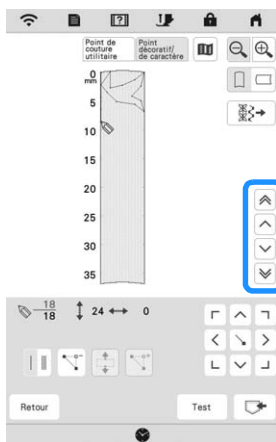 ?
Point de
couture
utilitaire
Point
décoratif/
de caractère
0
mm
5
10
15
20
25
30
35
18
18
24
0
Retour
Test